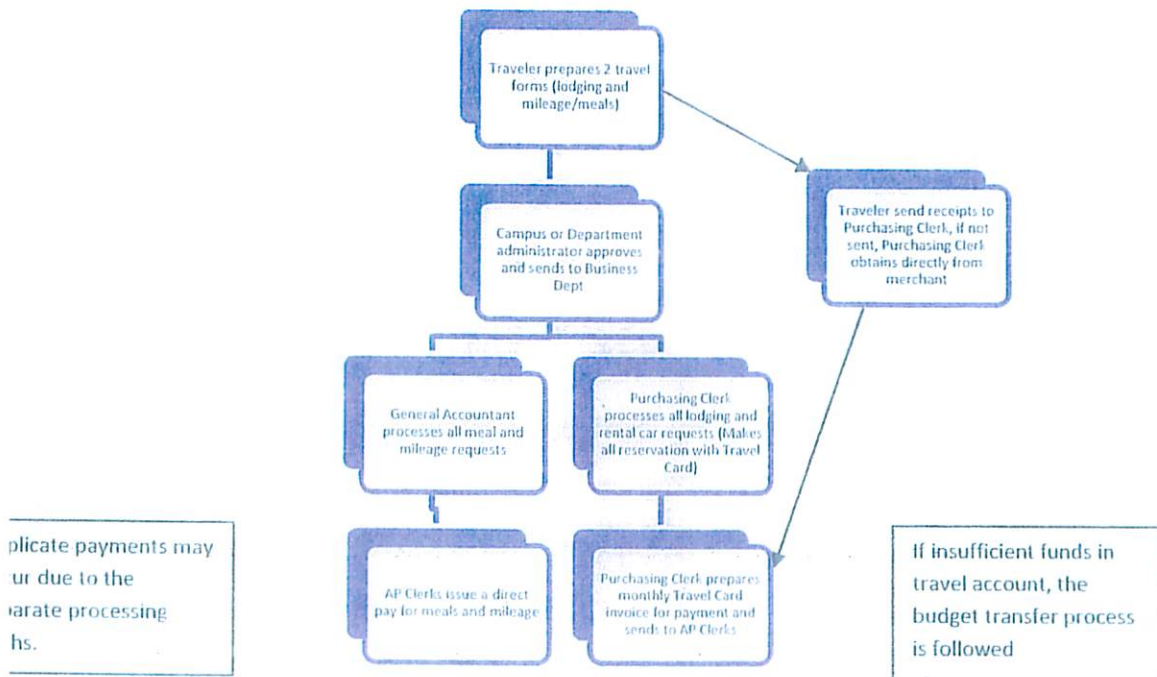 Traveler prepares 2 travel
forms (lodging and
mileage/meals)
Traveler send receipts to
Purchasing Clerk, if not
sent, Purchasing Clerk
obtains directly from
merchant
Campus or Department
administrator approves
and sends to Business
Dept
General Accountant
processes all meal and
mileage requests
Purchasing Clerk
processes all lodging and
rental car requests (Makes
all reservation with Travel
Card)
AP Clerks issue a direct
pay for meals and mileage
Purchasing Clerk prepares
monthly Travel Card
invoice for payment and
sends to AP Clerks
plicate payments may
ur due to the
parate processing
hs.
If insufficient funds in
travel account, the
budget transfer process
is followed